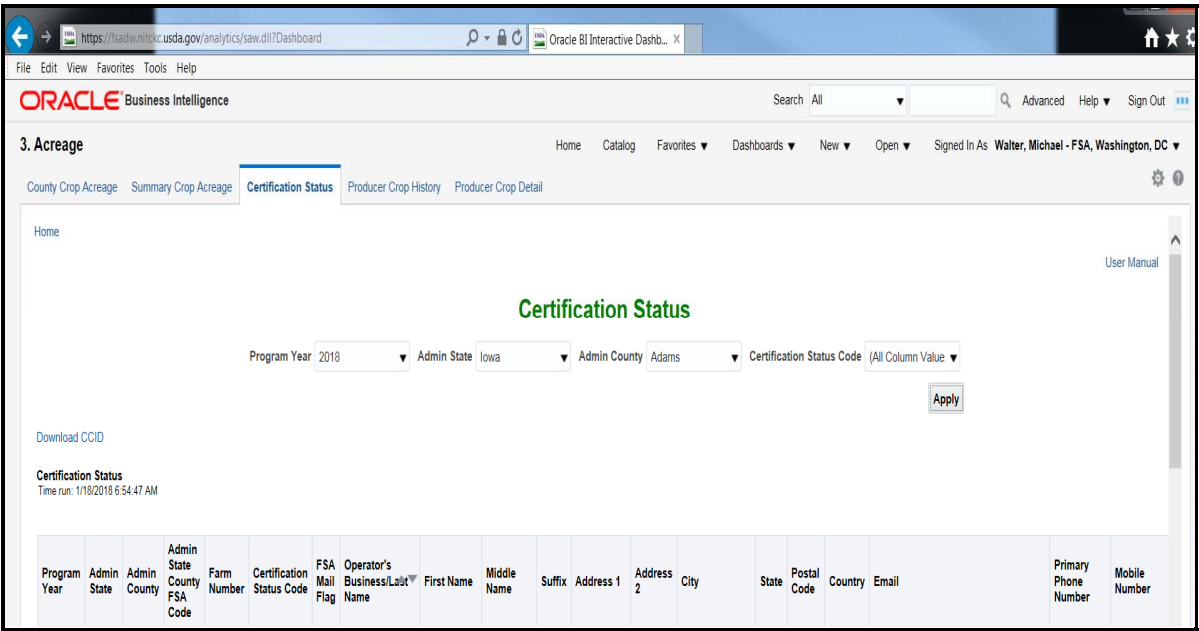 https://fsadw.nitckc.usda.gov/analytics/saw.dll?Dashboard
Oracle BI Interactive Dashb...
File Edit View Favorites Tools Help
ORACLE Business Intelligence
Search All
Advanced Help Sign Out
3. Acreage
Home Catalog Favorites Dashboards New Open Signed In As Walter, Michael - FSA, Washington, DC
County Crop Acreage Summary Crop Acreage Certification Status Producer Crop History Producer Crop Detail
Home
User Manual
Certification Status
Program Year 2018 Admin State Iowa Admin County Adams Certification Status Code (All Column Value
Apply
Download CCID
Certification Status
Time run: 1/18/2018 6:54:47 AM
Program Year
Admin State
Admin County
Admin State County FSA Code
Farm Number
Certification Status Code
FSA Mail Flag
Operator's Business/Last Name
First Name
Middle Name
Suffix
Address 1
Address 2
City
State
Postal Code
Country
Email
Primary Phone Number
Mobile Number